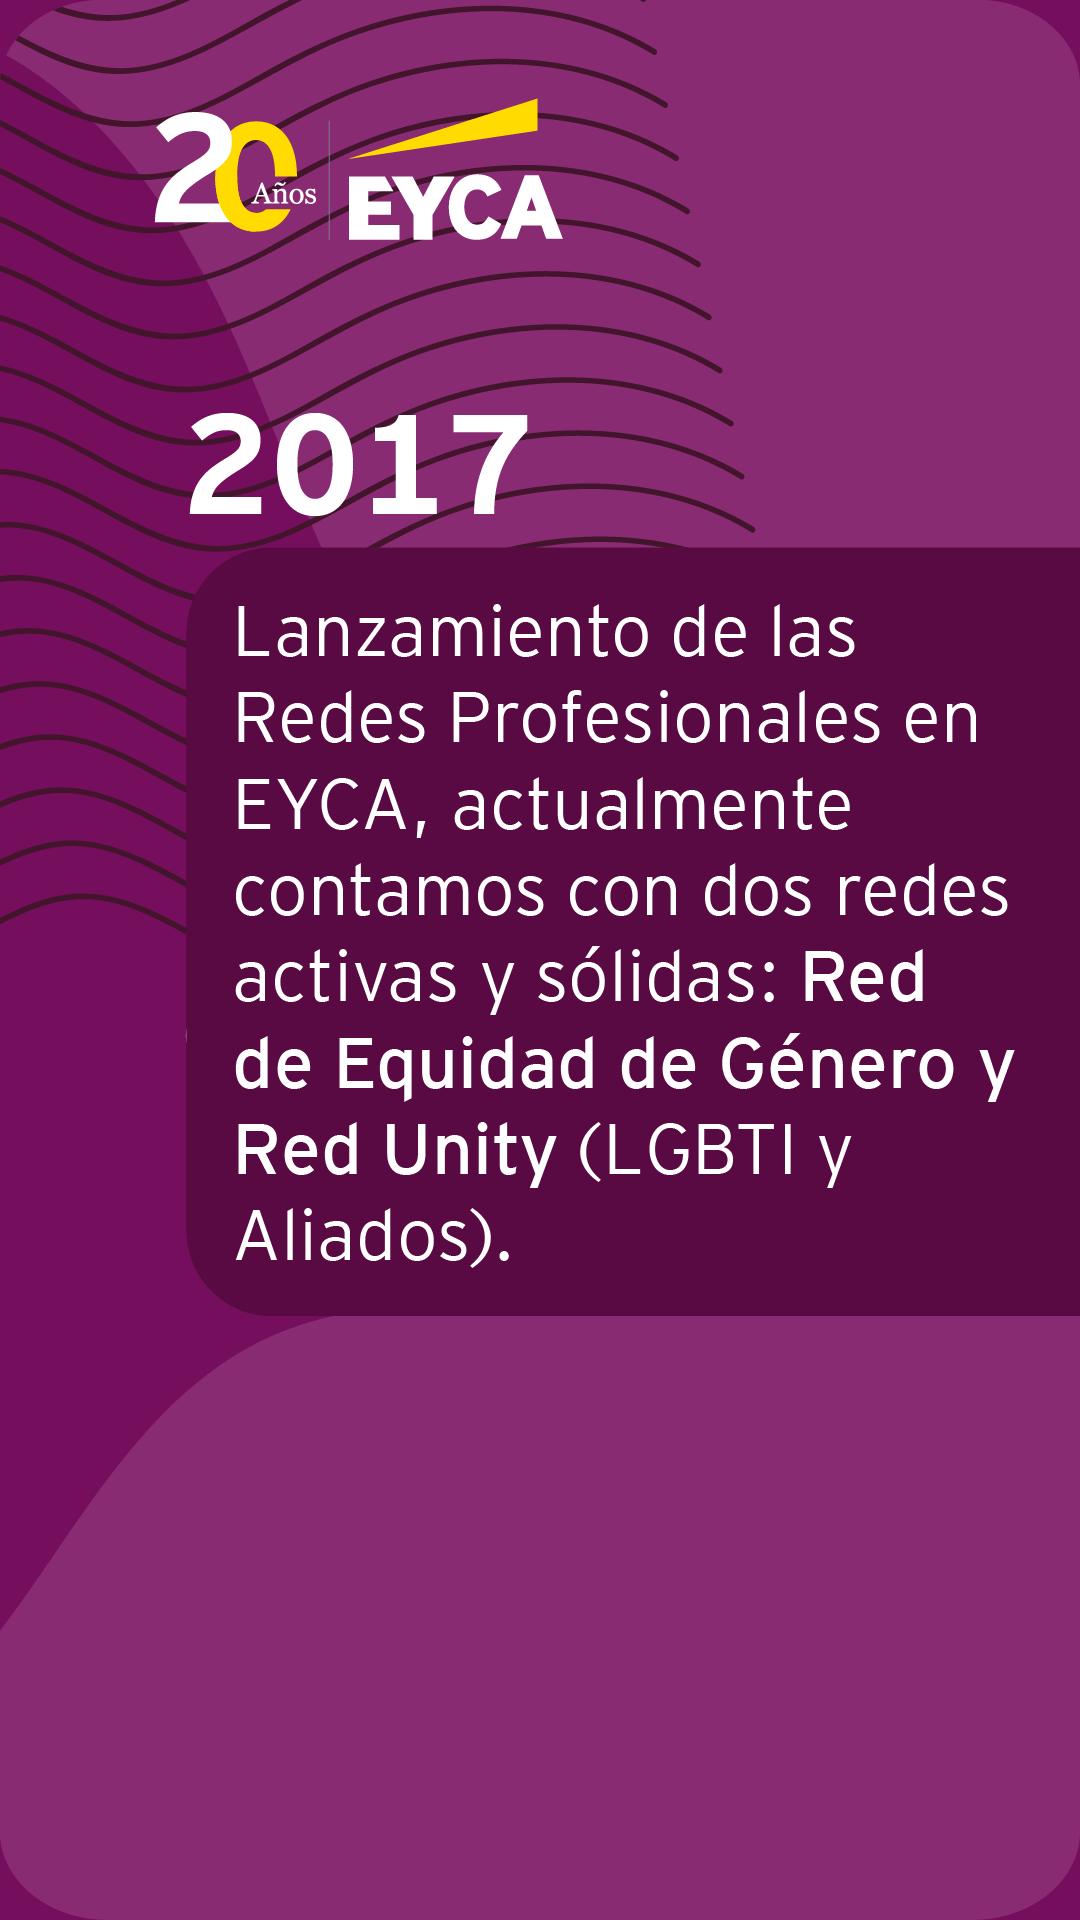 20 Años
EYCA
2017
Lanzamiento de las
Redes Profesionales en
EYCA, actualmente
contamos con dos redes
activas y sólidas: Red
de Equidad de Género y
Red Unity (LGBTI y
Aliados).